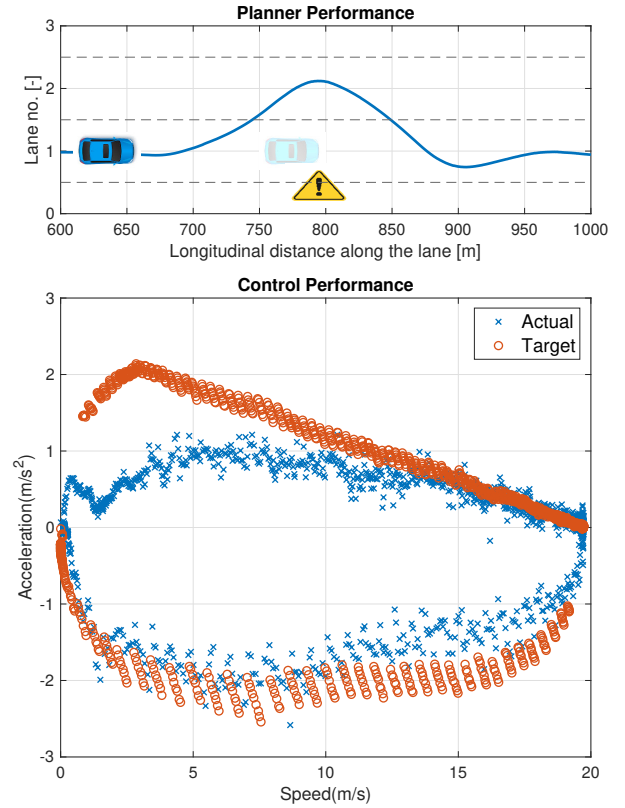 Planner Performance
3
2
1
0
Lane no. [-]
!
600 650 700 750 800 850 900 950 1000
Longitudinal distance along the lane [m]
Control Performance
3
2
1
0
-1
-2
-3
Acceleration(m/s²)
Actual
Target
0 5 10 15 20
Speed(m/s)